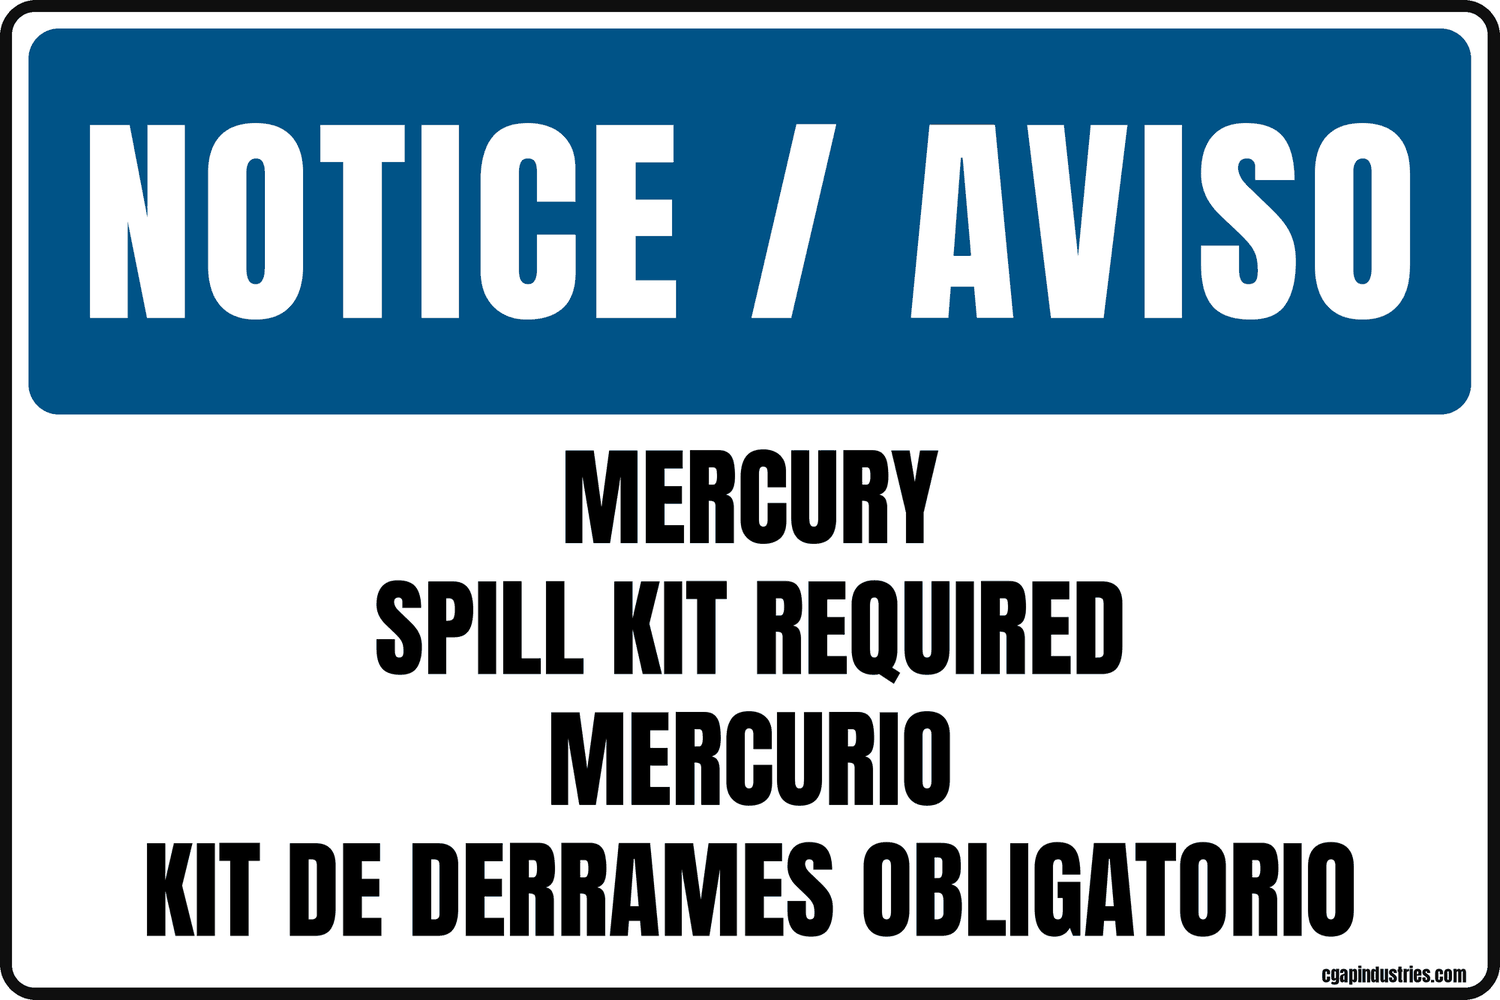 NOTICE / AVISO
MERCURY
SPILL KIT REQUIRED
MERCURIO
KIT DE DERRAMES OBLIGATORIO
cgapindustries.com